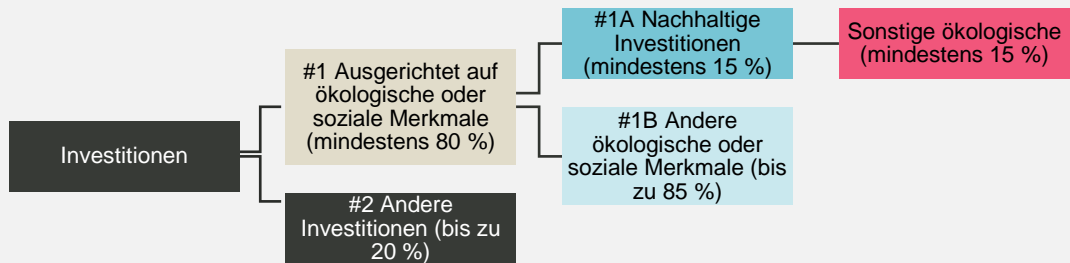 Investitionen
#1 Ausgerichtet auf
ökologische oder
soziale Merkmale
(mindestens 80 %)
#2 Andere
Investitionen (bis zu
20 %)
#1A Nachhaltige
Investitionen
(mindestens 15 %)
#1B Andere
ökologische oder
soziale Merkmale (bis
zu 85 %)
Sonstige ökologische
(mindestens 15 %)